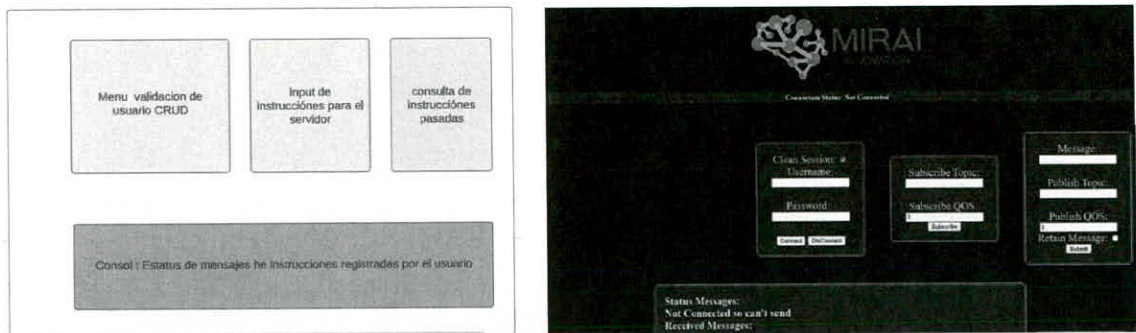 Menu validacion de
usuario CRUD
Input de
instrucciónes para el
servidor
consulta de
instrucciónes
pasadas
Consol : Estatus de mensajes he instrucciones registradas por el usuario
MIRAI
INNOVATION
Connection Status: Not Connected
Clean Session:
Username:
Password:
Connect DisConnect
Subscribe Topic:
Subscribe QOS
Subscribe
Message:
Publish Topic:
Publish QOS:
Retain Message:
Submit
Status Messages:
Not Connected so can't send
Received Messages: